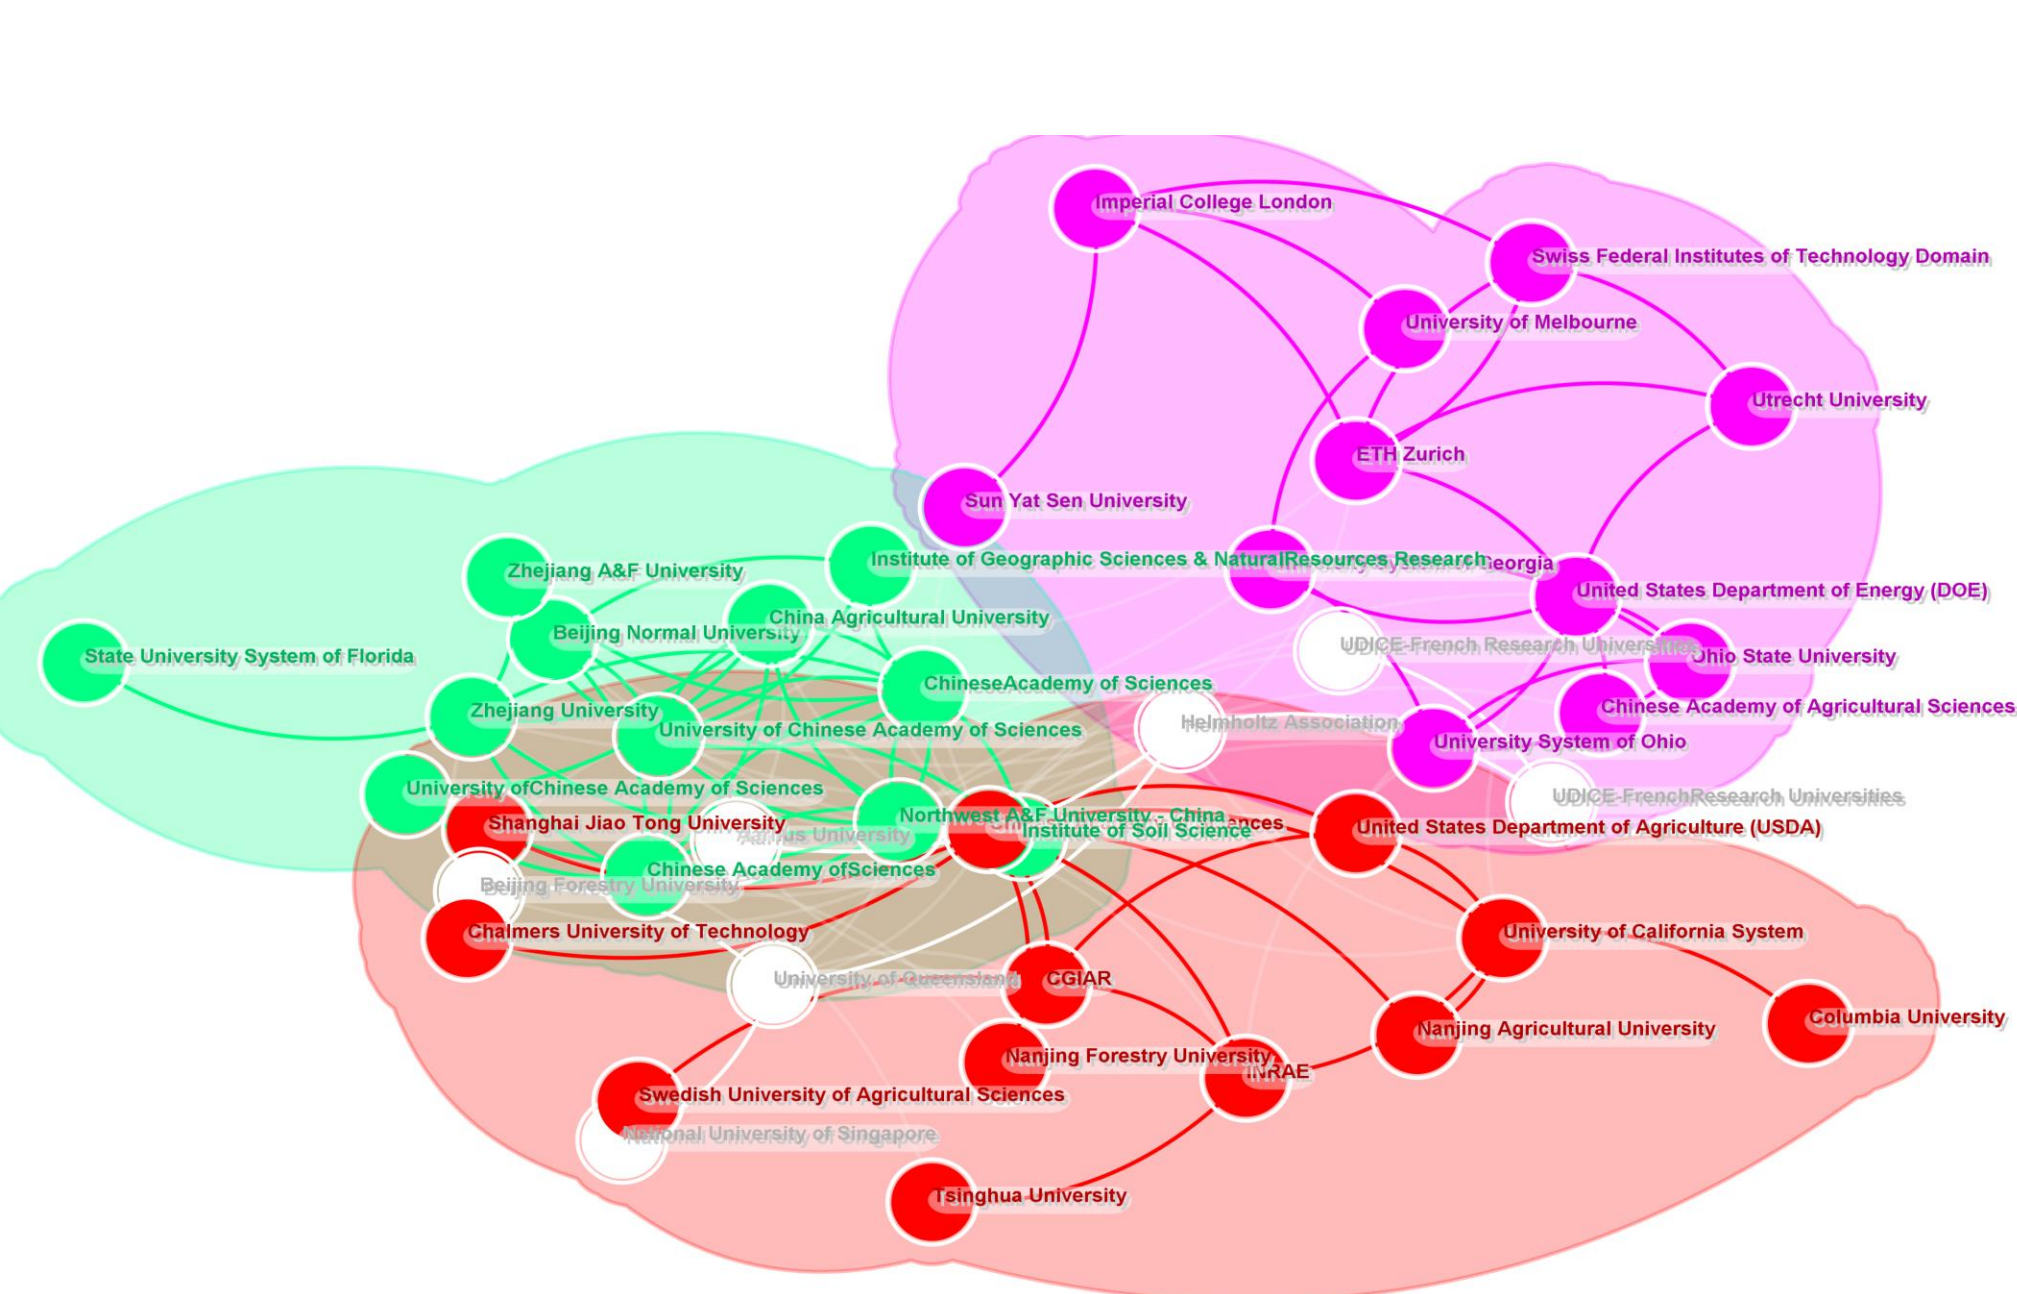 Imperial College London
Swiss Federal Institutes of Technology Domain
University of Melbourne
Utrecht University
ETH Zurich
Sun Yat Sen University
Institute of Geographic Sciences & NaturalResources Research
Georgia
Zhejiang A&F University
United States Department of Energy (DOE)
China Agricultural University
Beijing Normal University
UDICE-French Research Universities
State University System of Florida
Ohio State University
ChineseAcademy of Sciences
Chinese Academy of Agricultural Sciences
Zhejiang University
Helmholtz Association
University of Chinese Academy of Sciences
University System of Ohio
UniversityofChinese Academy of Sciences
UDICE-FrenchResearch Universities
Northwest A&F University - China
Shanghai Jiao Tong University
Institute of Soil Science
United States Department of Agriculture (USDA)
Aarhus University
Chinese Academy ofSciences
Beijing Forestry University
Chalmers University of Technology
University of California System
University of Queensland
CGIAR
Columbia University
Nanjing Agricultural University
Nanjing Forestry University
INRAE
Swedish University of Agricultural Sciences
National University of Singapore
Tsinghua University